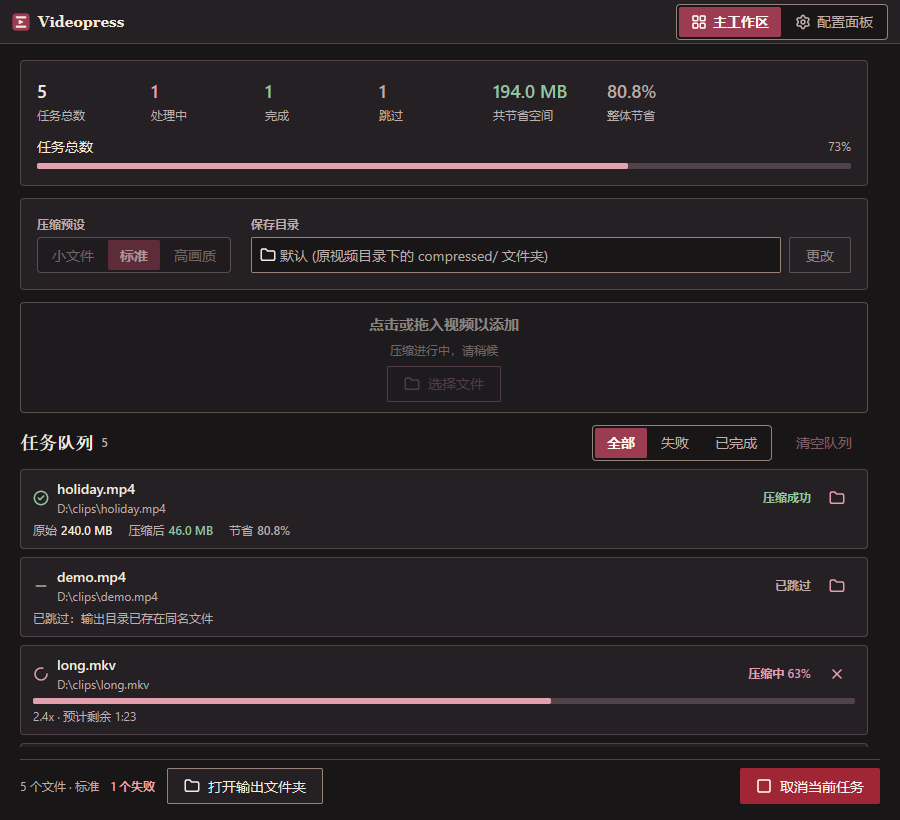 Videopress
主工作区
配置面板
5
1
1
1
194.0 MB
80.8%
任务总数
处理中
完成
跳过
共节省空间
整体节省
任务总数
73%
压缩预设
保存目录
小文件
标准
高画质
默认 (原视频目录下的 compressed/ 文件夹)
更改
点击或拖入视频以添加
压缩进行中，请稍候
选择文件
任务队列 5
全部
失败
已完成
清空队列
holiday.mp4
D:\clips\holiday.mp4
压缩成功
原始 240.0 MB 压缩后 46.0 MB 节省 80.8%
demo.mp4
D:\clips\demo.mp4
已跳过
已跳过：输出目录已存在同名文件
long.mkv
D:\clips\long.mkv
压缩中 63%
2.4x · 预计剩余 1:23
5 个文件 · 标准 1 个失败
打开输出文件夹
取消当前任务